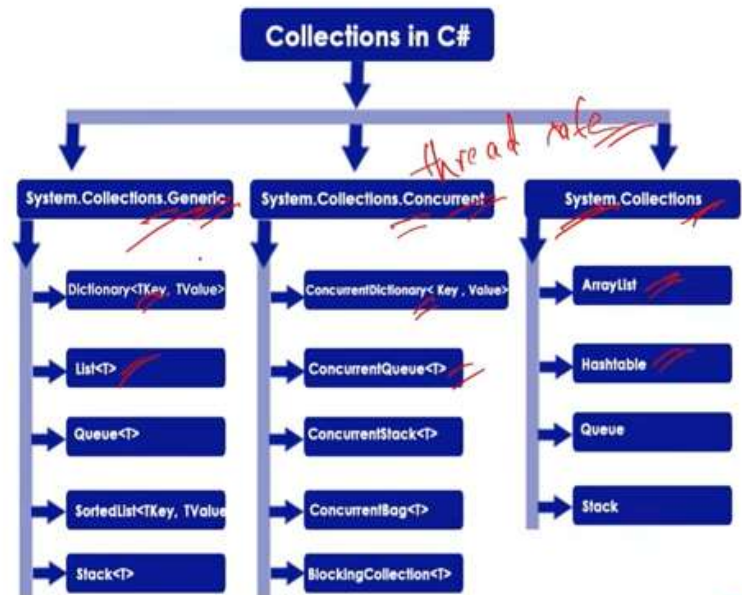 Collections in C#
thread safe
System.Collections.Generic
Dictionary<TKey, TValue>
List<T>
Queue<T>
SortedList<TKey, TValue
Stack<T>
System.Collections.Concurrent
ConcurrentDictionary< Key , Value>
ConcurrentQueue<T>
ConcurrentStack<T>
ConcurrentBag<T>
BlockingCollection<T>
System.Collections
ArrayList
Hashtable
Queue
Stack